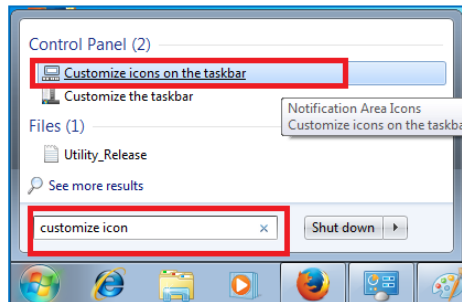 Control Panel (2)
Customize icons on the taskbar
Customize the taskbar
Notification Area Icons
Customize icons on the taskba
Files (1)
Utility_Release
See more results
customize icon
Shut down